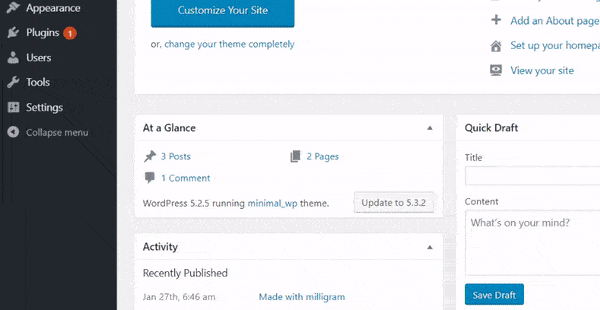 Appearance
Plugins 1
Users
Tools
Settings
Collapse menu
Customize Your Site
or, change your theme completely
Add an About page
Set up your homepa
View your site
At a Glance
3 Posts
2 Pages
1 Comment
WordPress 5.2.5 running minimal_wp theme.
Update to 5.3.2
Activity
Recently Published
Jan 27th, 6:46 am Made with milligram
Quick Draft
Title
Content
What's on your mind?
Save Draft